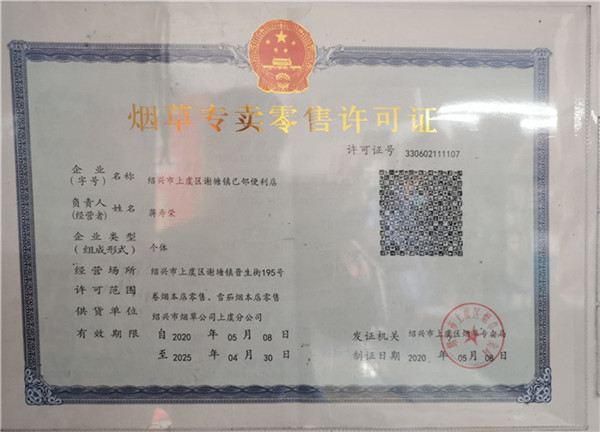 烟草专卖零售许可证
许可证号 330602111107
企业(字号)名称 绍兴市上虞区谢塘镇己邻便利店
负责人(经营者)姓名 蒋寿荣
企业类型(组成形式) 个体
经营场所 绍兴市上虞区谢塘镇晋生街195号
许可范围 卷烟本店零售、雪茄烟本店零售
供货单位 绍兴市烟草公司上虞分公司
有效期限 自 2020 年 05 月 08 日
至 2025 年 04 月 30 日
发证机关 绍兴市上虞区烟草专卖局
制证日期 2020 年 05 月 08 日